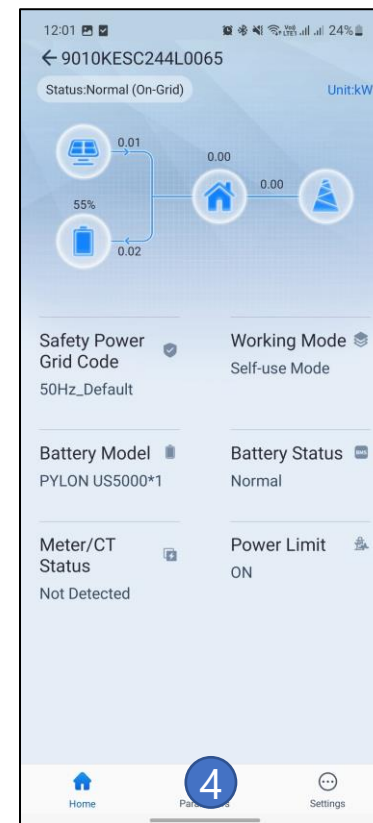 12:01 24%
9010KESC244L0065
Status:Normal (On-Grid) Unit:kW
0.01
0.00
0.00
55%
0.02
Safety Power
Grid Code
50Hz_Default
Working Mode
Self-use Mode
Battery Model
PYLON US5000*1
Battery Status
Normal
Meter/CT
Status
Not Detected
Power Limit
ON
4
Home Settings